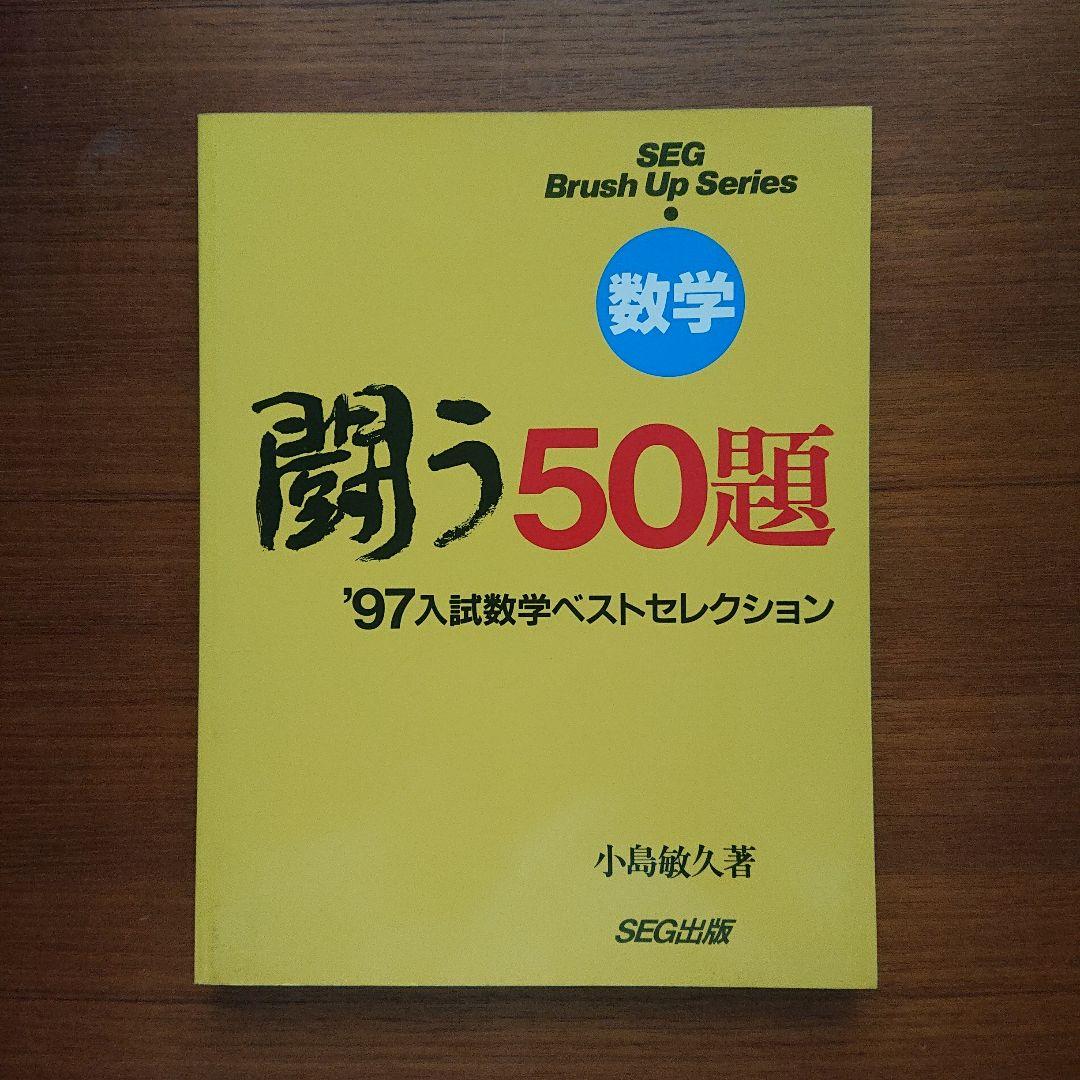 SEG
Brush Up Series
数学
闘う50題
'97入試数学ベストセレクション
小島敏久著
SEG出版